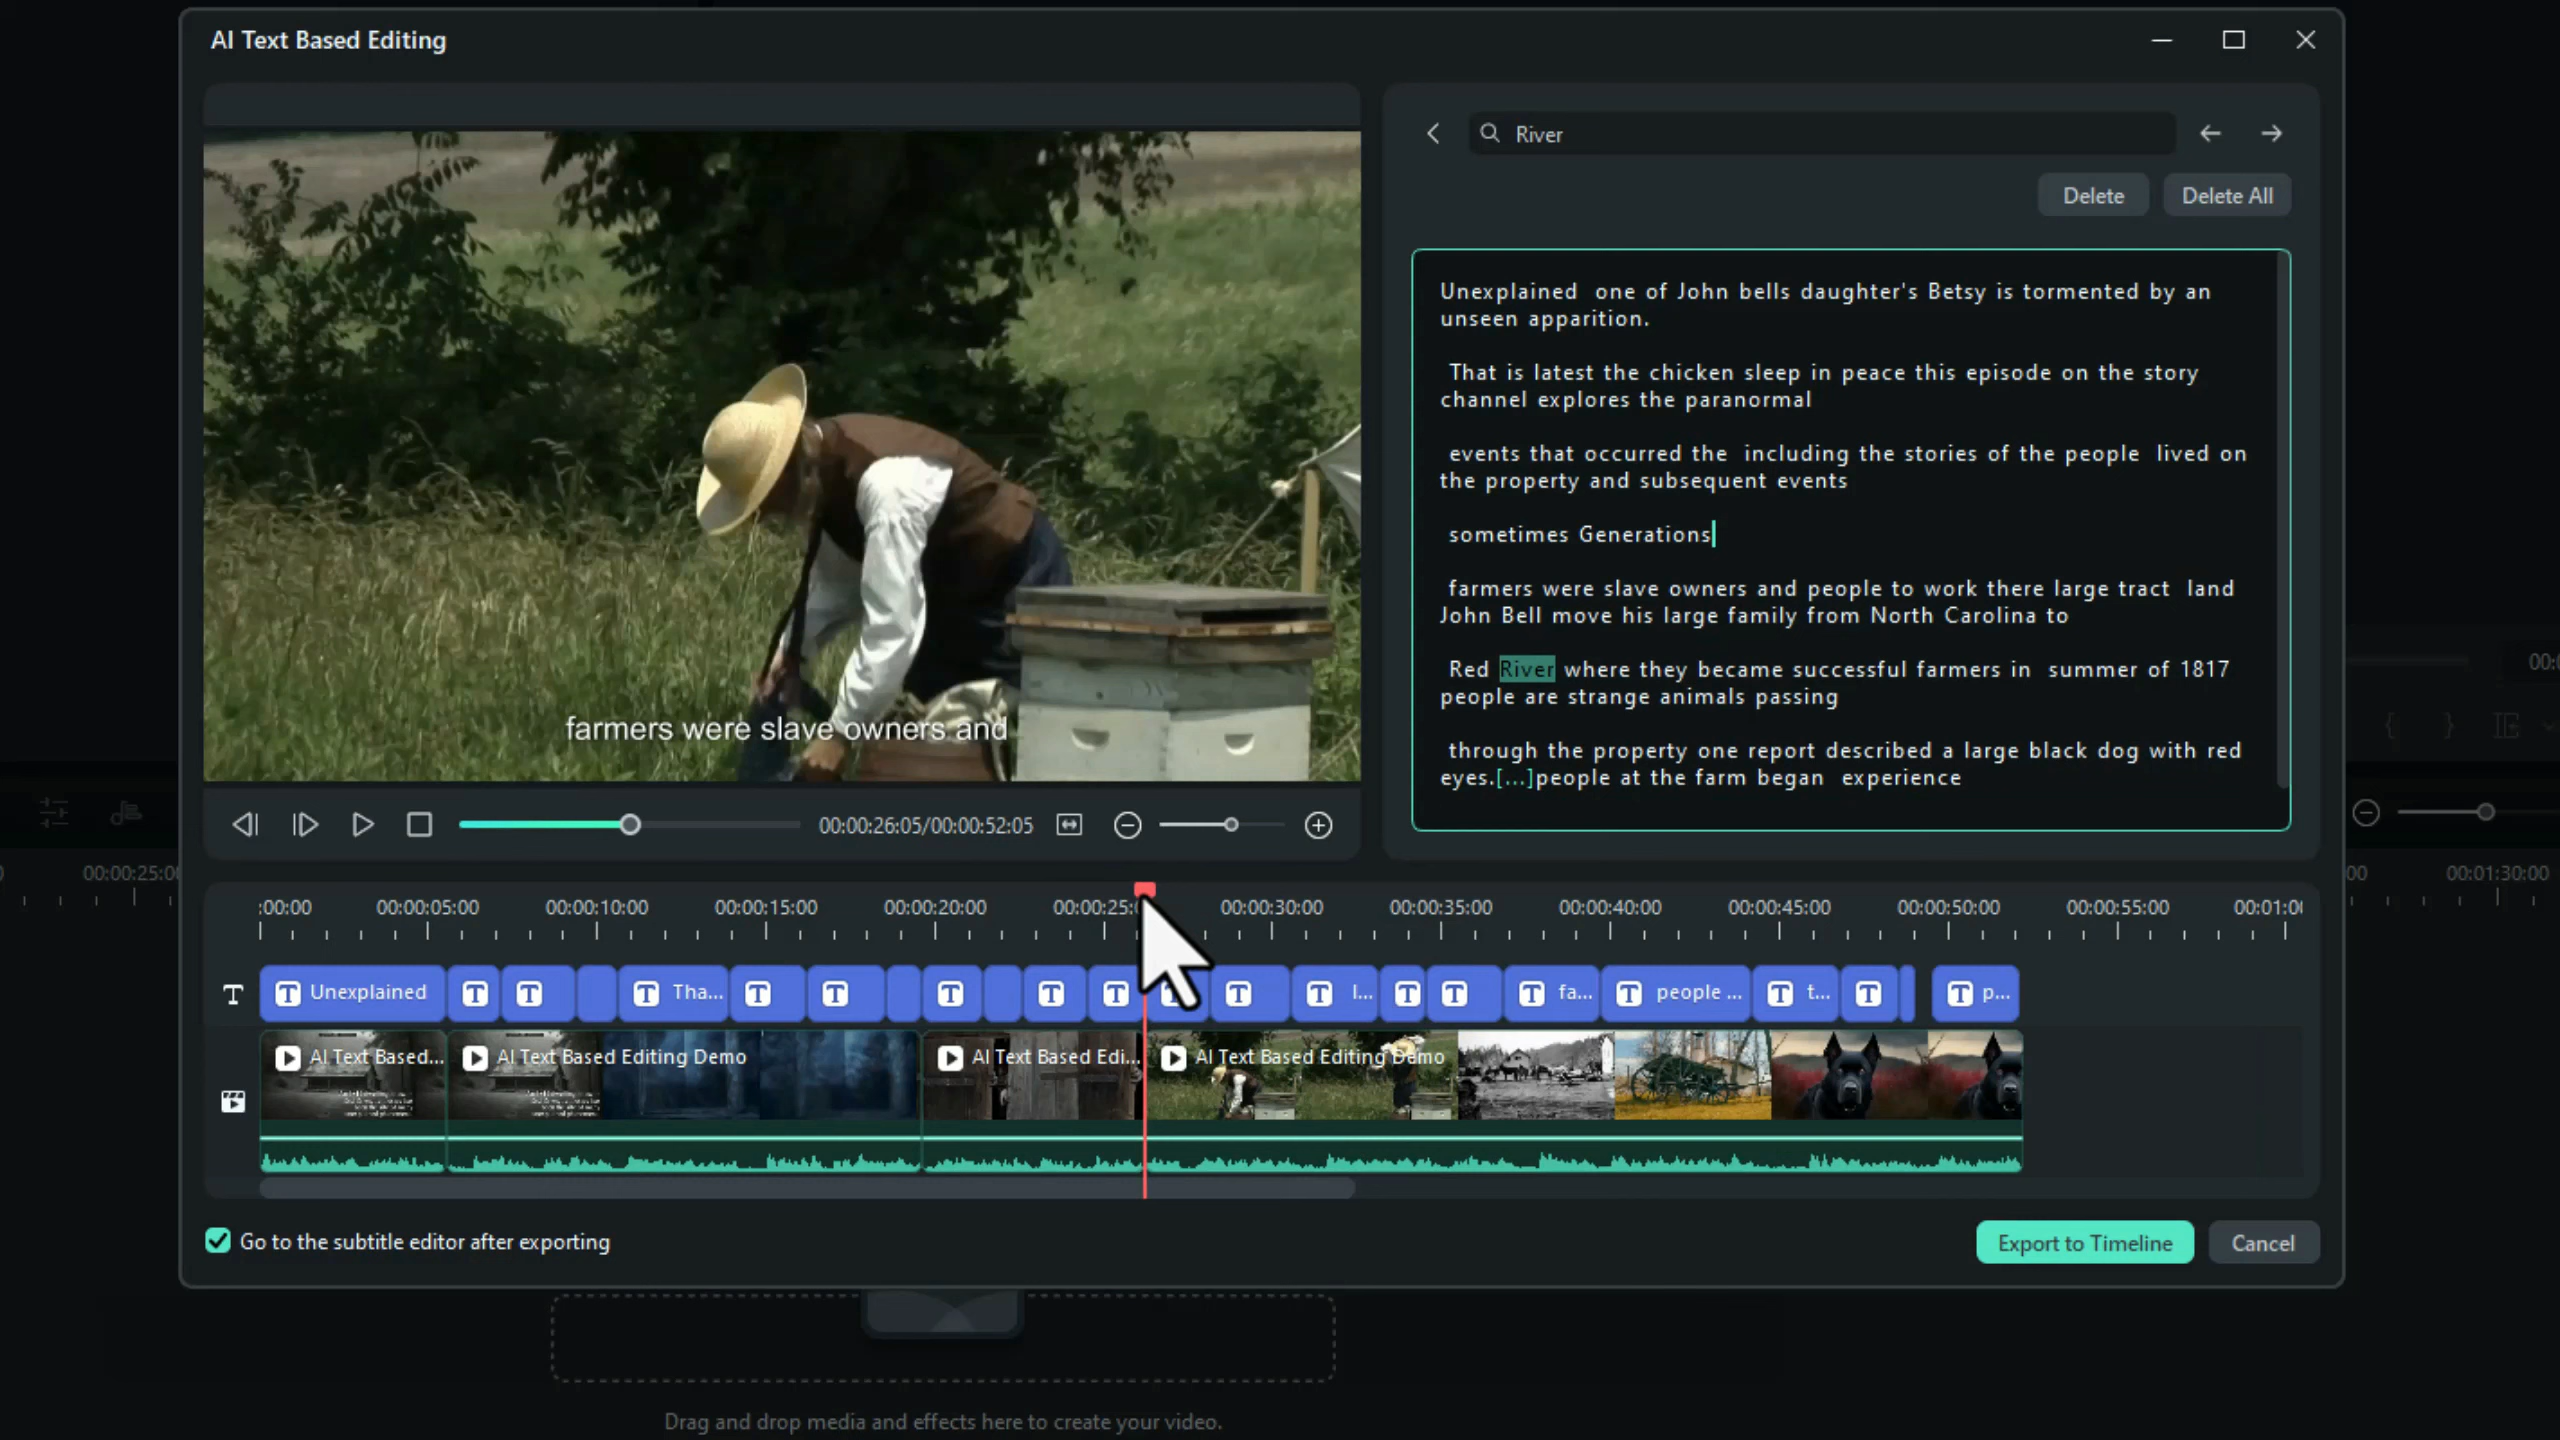 AI Text Based Editing
River
Delete
Delete All
Unexplained one of John bells daughter's Betsy is tormented by an
unseen apparition.
That is latest the chicken sleep in peace this episode on the story
channel explores the paranormal
events that occurred the including the stories of the people lived on
the property and subsequent events
sometimes Generations
farmers were slave owners and people to work there large tract land
John Bell move his large family from North Carolina to
Red River where they became successful farmers in summer of 1817
people are strange animals passing
through the property one report described a large black dog with red
eyes.[...]people at the farm began experience
farmers were slave owners and
00:00:26:05/00:00:52:05
00:00:25:00
:00:00
00:00:05:00
00:00:10:00
00:00:15:00
00:00:20:00
00:00:25:
00:00:30:00
00:00:35:00
00:00:40:00
00:00:45:00
00:00:50:00
00:00:55:00
00:01:0
00
00:01:30:00
Unexplained
Tha...
l...
fa...
people ...
t...
p...
AI Text Based...
AI Text Based Editing Demo
AI Text Based Edi...
AI Text Based Editing Demo
Go to the subtitle editor after exporting
Export to Timeline
Cancel
Drag and drop media and effects here to create your video.